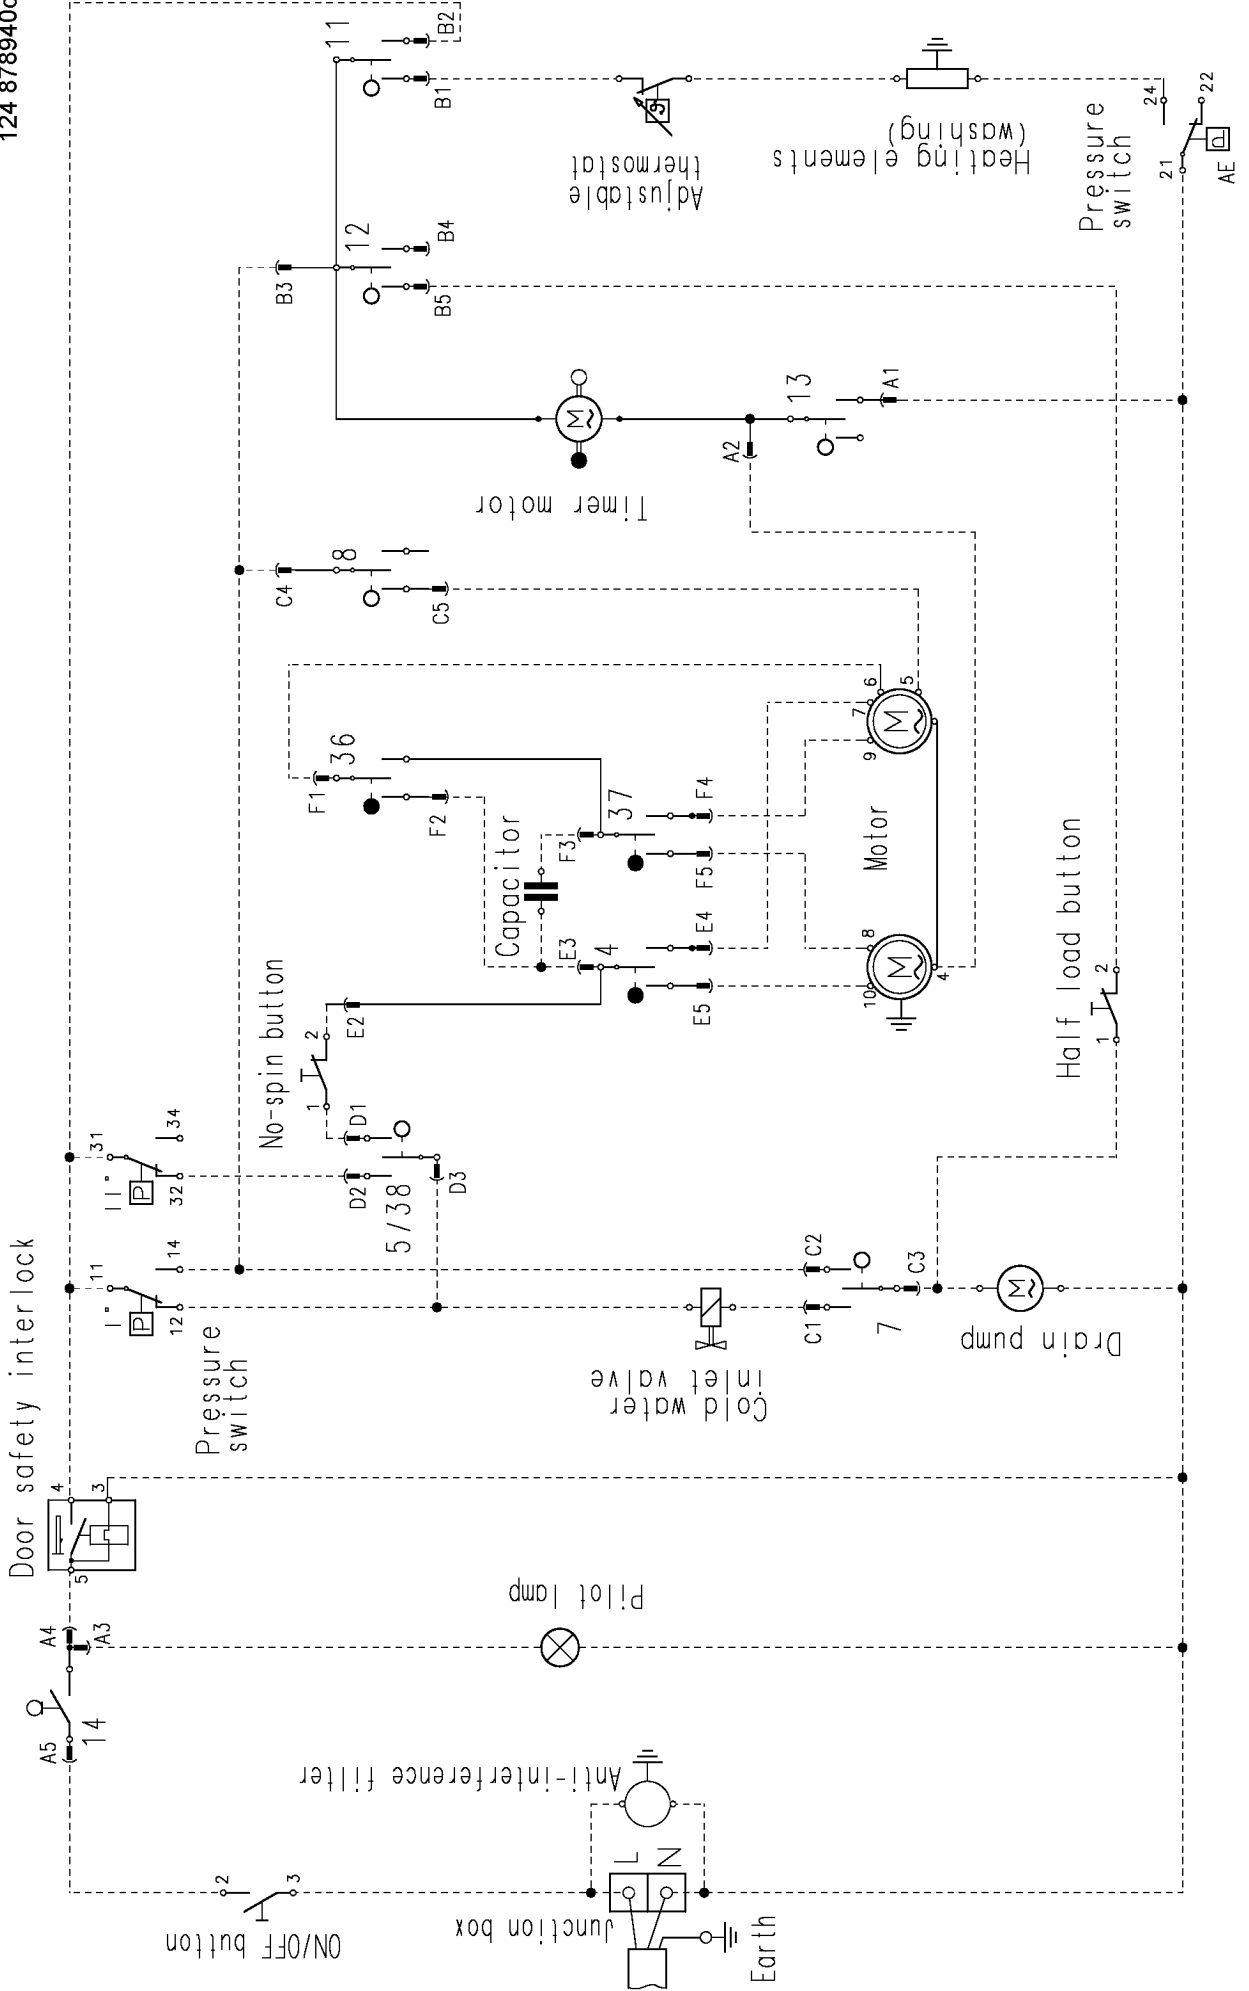 124 878940
11
B2
B1
24
22
21
Pressure
switch
AE
Heating elements
(washing)
Adjustable
thermostat
9
12
B3
B4
B5
13
A1
A2
Timer motor
M
8
C4
C5
36
F1
F2
Capacitor
F3
37
F4
F5
E3
4
E4
E5
E2
6
5
7
9
M
Motor
8
10
4
M
No-spin button
1
2
Half load button
1
2
D1
D2
D3
5/38
31
34
32
II°
P
11
14
12
I°
P
Pressure
switch
Cold water
inlet valve
C1
C2
C3
7
M
Drain pump
Door safety interlock
4
3
5
A4
A3
A5
14
Pilot lamp
ON/OFF button
2
3
Anti-interference filter
Junction box
L
N
Earth